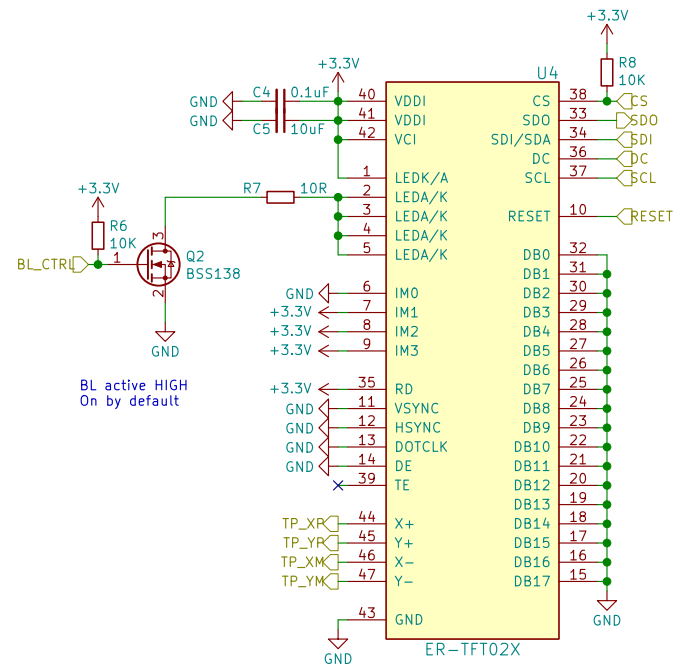 +3.3V
R8
10K
U4
+3.3V
C4 0.1uF
GND
GND
C5 10uF
40 VDDI
41 VDDI
42 VCI
1 LEDK/A
2 LEDA/K
3 LEDA/K
4 LEDA/K
5 LEDA/K
6 IM0
7 IM1
8 IM2
9 IM3
35 RD
11 VSYNC
12 HSYNC
13 DOTCLK
14 DE
39 TE
44 X+
45 Y+
46 X-
47 Y-
43 GND
CS 38 CS
SDO 33 SDO
SDI/SDA 34 SDI
DC 36 DC
SCL 37 SCL
RESET 10 RESET
DB0 32
DB1 31
DB2 30
DB3 29
DB4 28
DB5 27
DB6 26
DB7 25
DB8 24
DB9 23
DB10 22
DB11 21
DB12 20
DB13 19
DB14 18
DB15 17
DB16 16
DB17 15
GND
R7 10R
+3.3V
R6
10K
BL_CTRL
1
3
2
Q2
BSS138
GND
BL active HIGH
On by default
GND
+3.3V
+3.3V
+3.3V
+3.3V
GND
GND
GND
GND
TP_XP
TP_YP
TP_XM
TP_YM
GND
ER-TFT02X